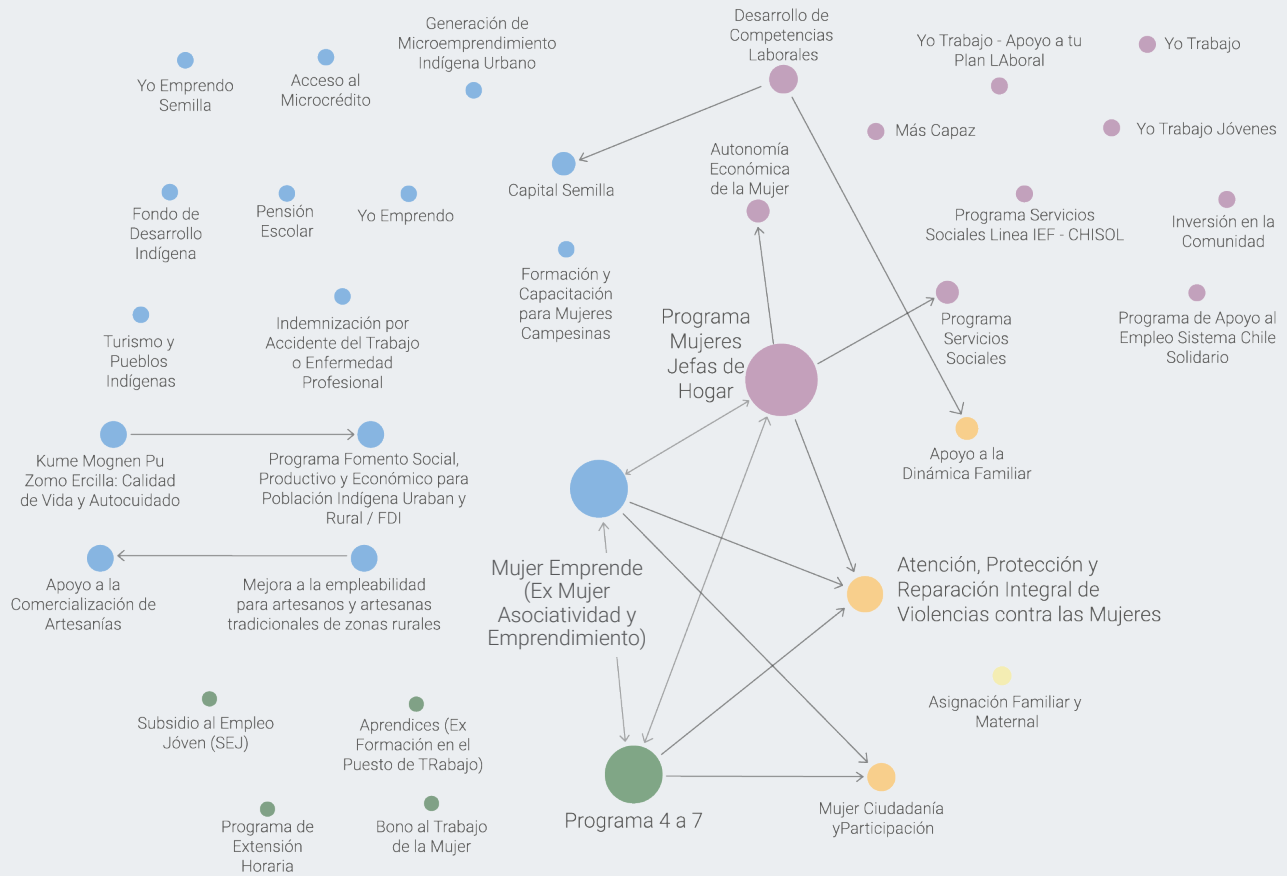 Generación de
Microemprendimiento
Indígena Urbano
Desarrollo de
Competencias
Laborales
Yo Trabajo - Apoyo a tu
Plan LAboral
Yo Trabajo
Yo Emprendo
Semilla
Acceso al
Microcrédito
Más Capaz
Yo Trabajo Jóvenes
Autonomía
Económica
de la Mujer
Capital Semilla
Fondo de
Desarrollo
Indígena
Pensión
Escolar
Yo Emprendo
Programa Servicios
Sociales Linea IEF - CHISOL
Inversión en la
Comunidad
Formación y
Capacitación
para Mujeres
Campesinas
Turismo y
Pueblos
Indígenas
Indemnización por
Accidente del Trabajo
o Enfermedad
Profesional
Programa
Mujeres
Jefas de
Hogar
Programa
Servicios
Sociales
Programa de Apoyo al
Empleo Sistema Chile
Solidario
Kume Mognen Pu
Zomo Ercilla: Calidad
de Vida y Autocuidado
Programa Fomento Social,
Productivo y Económico para
Población Indígena Uraban y
Rural / FDI
Apoyo a la
Dinámica Familiar
Apoyo a la
Comercialización de
Artesanías
Mejora a la empleabilidad
para artesanos y artesanas
tradicionales de zonas rurales
Mujer Emprende
(Ex Mujer
Asociatividad y
Emprendimiento)
Atención, Protección y
Reparación Integral de
Violencias contra las Mujeres
Asignación Familiar y
Maternal
Subsidio al Empleo
Jóven (SEJ)
Aprendices (Ex
Formación en el
Puesto de TRabajo)
Programa de
Extensión
Horaria
Bono al Trabajo
de la Mujer
Programa 4 a 7
Mujer Ciudadanía
yParticipación